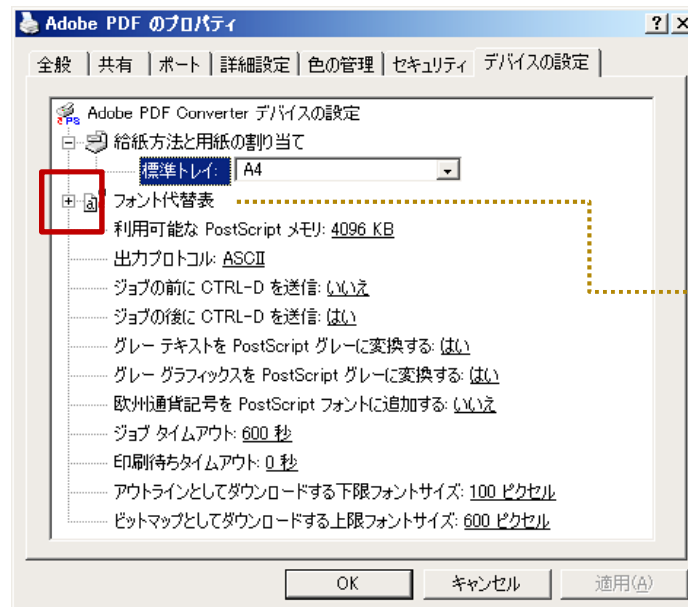 Adobe PDF のプロパティ
全般 共有 ポート 詳細設定 色の管理 セキュリティ デバイスの設定
Adobe PDF Converter デバイスの設定
給紙方法と用紙の割り当て
標準トレイ: A4
フォント代替表
利用可能な PostScript メモリ: 4096 KB
出力プロトコル: ASCII
ジョブの前に CTRL-D を送信: いいえ
ジョブの後に CTRL-D を送信: はい
グレー テキストを PostScript グレーに変換する: はい
グレー グラフィックスを PostScript グレーに変換する: はい
欧州通貨記号を PostScript フォントに追加する: いいえ
ジョブ タイムアウト: 600 秒
印刷待ちタイムアウト: 0 秒
アウトラインとしてダウンロードする下限フォントサイズ: 100 ピクセル
ビットマップとしてダウンロードする上限フォントサイズ: 600 ピクセル
OK キャンセル 適用(A)